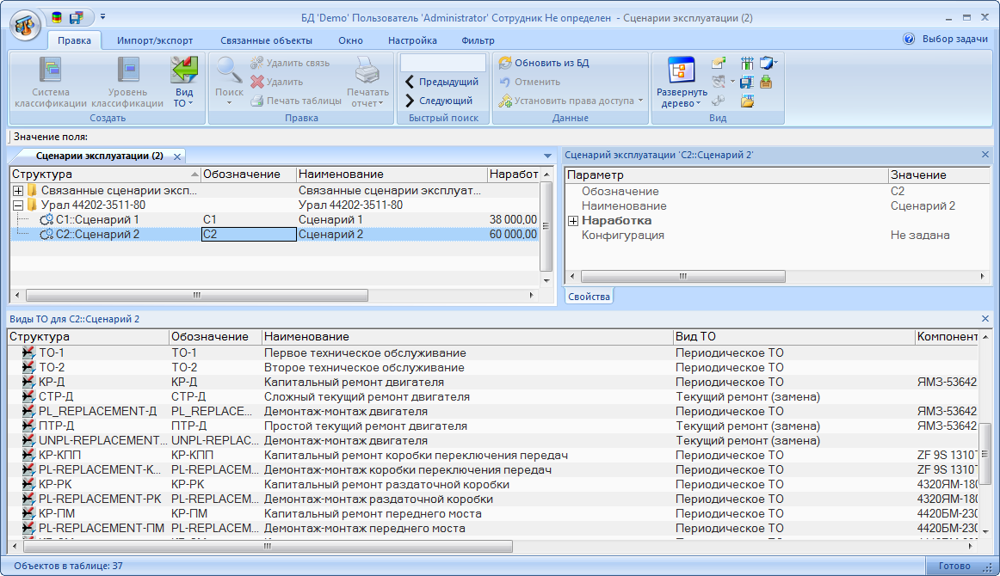 БД 'Demo' Пользователь 'Administrator' Сотрудник Не определен - Сценарии эксплуатации (2)
Правка Импорт/экспорт Связанные объекты Окно Настройка Фильтр Выбор задачи
Система классификации
Уровень классификации
Вид ТО
Создать
Поиск
Удалить связь
Удалить
Печать таблицы
Печатать отчет
Правка
Предыдущий
Следующий
Быстрый поиск
Обновить из БД
Отменить
Установить права доступа
Данные
Развернуть дерево
Вид
Значение поля:
Сценарии эксплуатации (2)
Структура Обозначение Наименование Наработ
Связанные сценарии эксп... Связанные сценарии эксплуат...
Урал 44202-3511-80 Урал 44202-3511-80
С1::Сценарий 1 С1 Сценарий 1 38 000,00
С2::Сценарий 2 С2 Сценарий 2 60 000,00
Сценарий эксплуатации 'С2::Сценарий 2'
Параметр Значение
Обозначение С2
Наименование Сценарий 2
Наработка
Конфигурация Не задана
Свойства
Виды ТО для С2::Сценарий 2
Структура Обозначение Наименование Вид ТО Компонент
ТО-1 ТО-1 Первое техническое обслуживание Периодическое ТО
ТО-2 ТО-2 Второе техническое обслуживание Периодическое ТО
КР-Д КР-Д Капитальный ремонт двигателя Периодическое ТО ЯМЗ-53642
СТР-Д СТР-Д Сложный текущий ремонт двигателя Текущий ремонт (замена)
PL_REPLACEMENT-Д PL_REPLACE... Демонтаж-монтаж двигателя Периодическое ТО ЯМЗ-53642
ПТР-Д ПТР-Д Простой текущий ремонт двигателя Текущий ремонт (замена) ЯМЗ-53642
UNPL-REPLACEMENT... UNPL-REPLAC... Демонтаж-монтаж двигателя Текущий ремонт (замена)
КР-КПП КР-КПП Капитальный ремонт коробки переключения передач Периодическое ТО ZF 9S 1310Т
PL-REPLACEMENT-К... PL-REPLACEM... Демонтаж-монтаж коробки переключения передач Периодическое ТО ZF 9S 1310Т
КР-РК КР-РК Капитальный ремонт раздаточной коробки Периодическое ТО 4320ЯМ-180
PL-REPLACEMENT-РК PL-REPLACEM... Демонтаж-монтаж раздаточной коробки Периодическое ТО 4320ЯМ-180
КР-ПМ КР-ПМ Капитальный ремонт переднего моста Периодическое ТО 4420БМ-230
PL-REPLACEMENT-ПМ PL-REPLACEM... Демонтаж-монтаж переднего моста Периодическое ТО 4420БМ-230
Объектов в таблице: 37 Готово